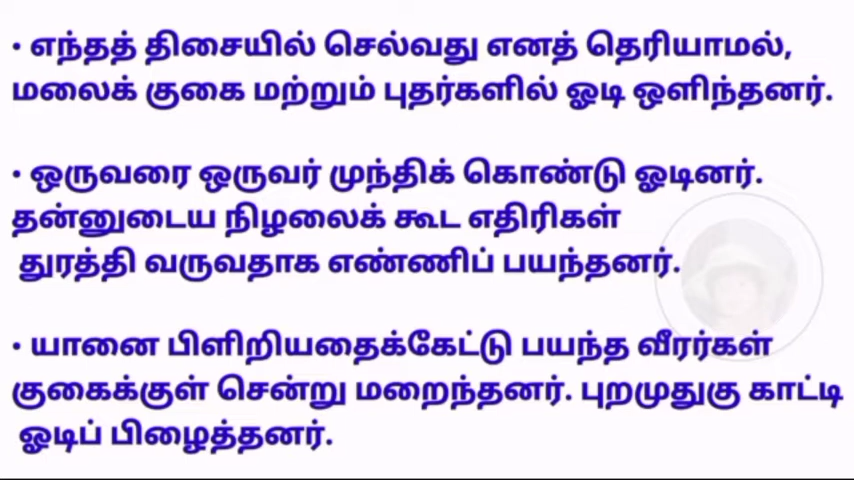 • எந்தத் திசையில் செல்வது எனத் தெரியாமல்,
மலைக் குகை மற்றும் புதர்களில் ஓடி ஒளிந்தனர்.
• ஒருவரை ஒருவர் முந்திக் கொண்டு ஓடினர்.
தன்னுடைய நிழலைக் கூட எதிரிகள்
துரத்தி வருவதாக எண்ணிப் பயந்தனர்.
• யானை பிளிறியதைக்கேட்டு பயந்த வீரர்கள்
குகைக்குள் சென்று மறைந்தனர். புறமுதுகு காட்டி
ஓடிப் பிழைத்தனர்.